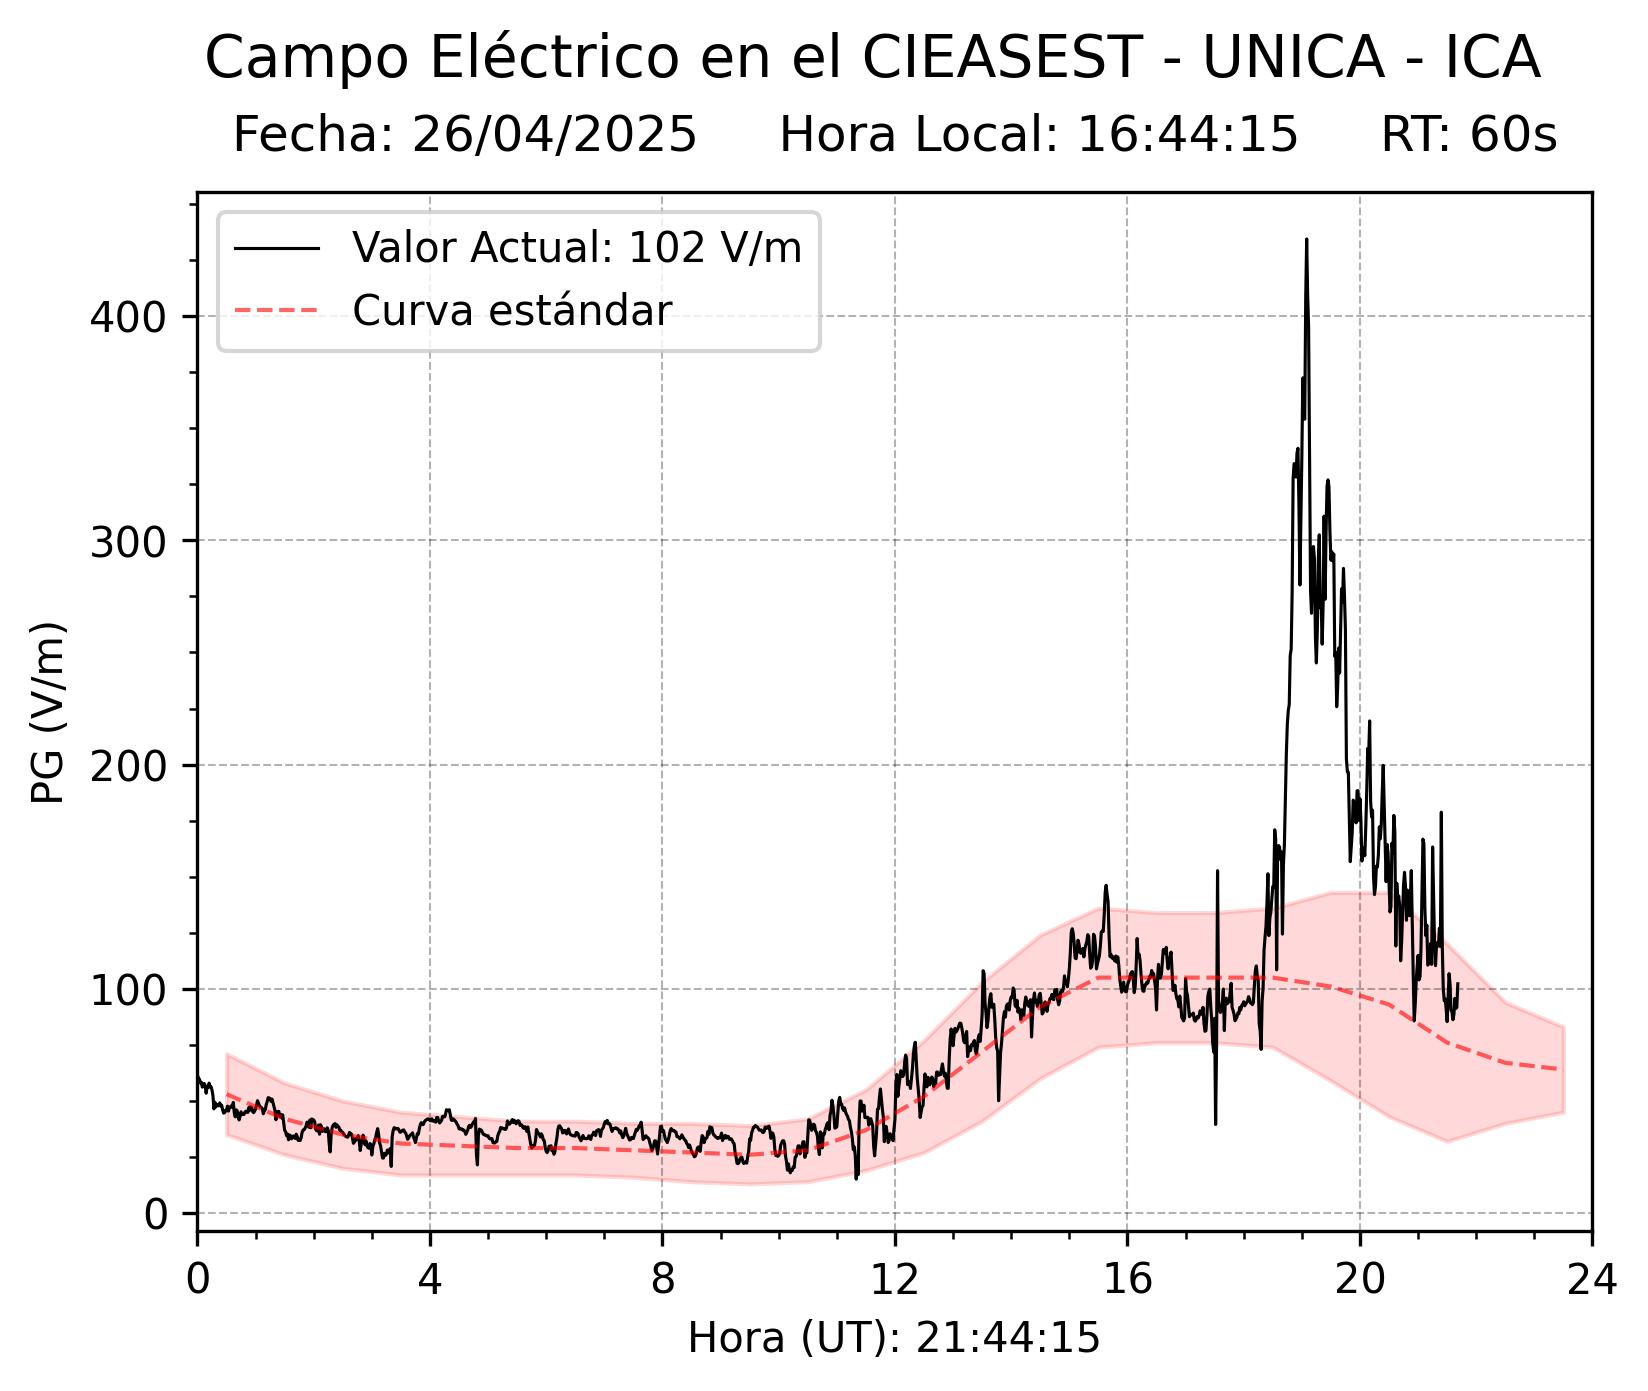 Campo Eléctrico en el CIEASEST - UNICA - ICA
Fecha: 26/04/2025 Hora Local: 16:44:15 RT: 60s
Valor Actual: 102 V/m
Curva estándar
PG (V/m)
400
300
200
100
0
0 4 8 12 16 20 24
Hora (UT): 21:44:15